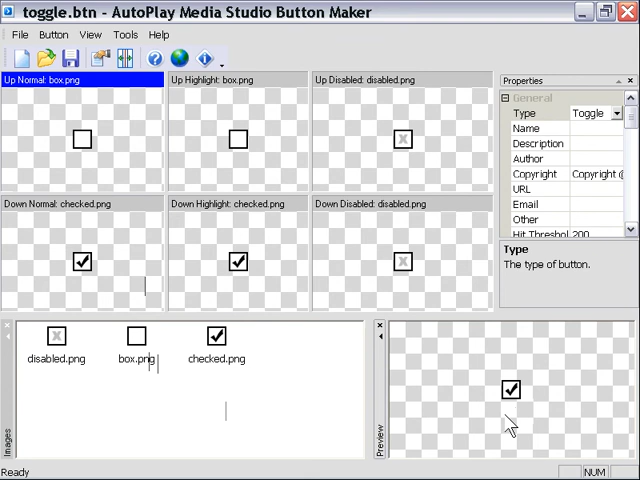 toggle.btn - AutoPlay Media Studio Button Maker
File Button View Tools Help
Up Normal: box.png
Up Highlight: box.png
Up Disabled: disabled.png
Down Normal: checked.png
Down Highlight: checked.png
Down Disabled: disabled.png
Properties
General
Type Toggle
Name
Description
Author
Copyright Copyright (
URL
Email
Other
Hit Threshol 200
Type
The type of button.
disabled.png
box.png
checked.png
Images
Preview
Ready
NUM